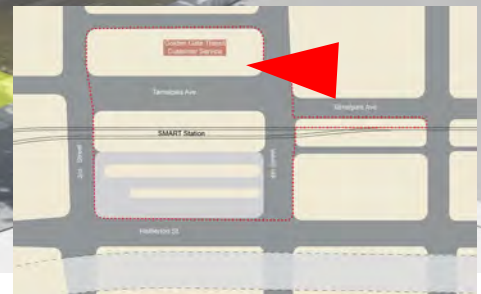 Golden Gate Transit
Customer Service
Tamalpais Ave
Tamalpais Ave
SMART Station
Street
Street
Hetherton St